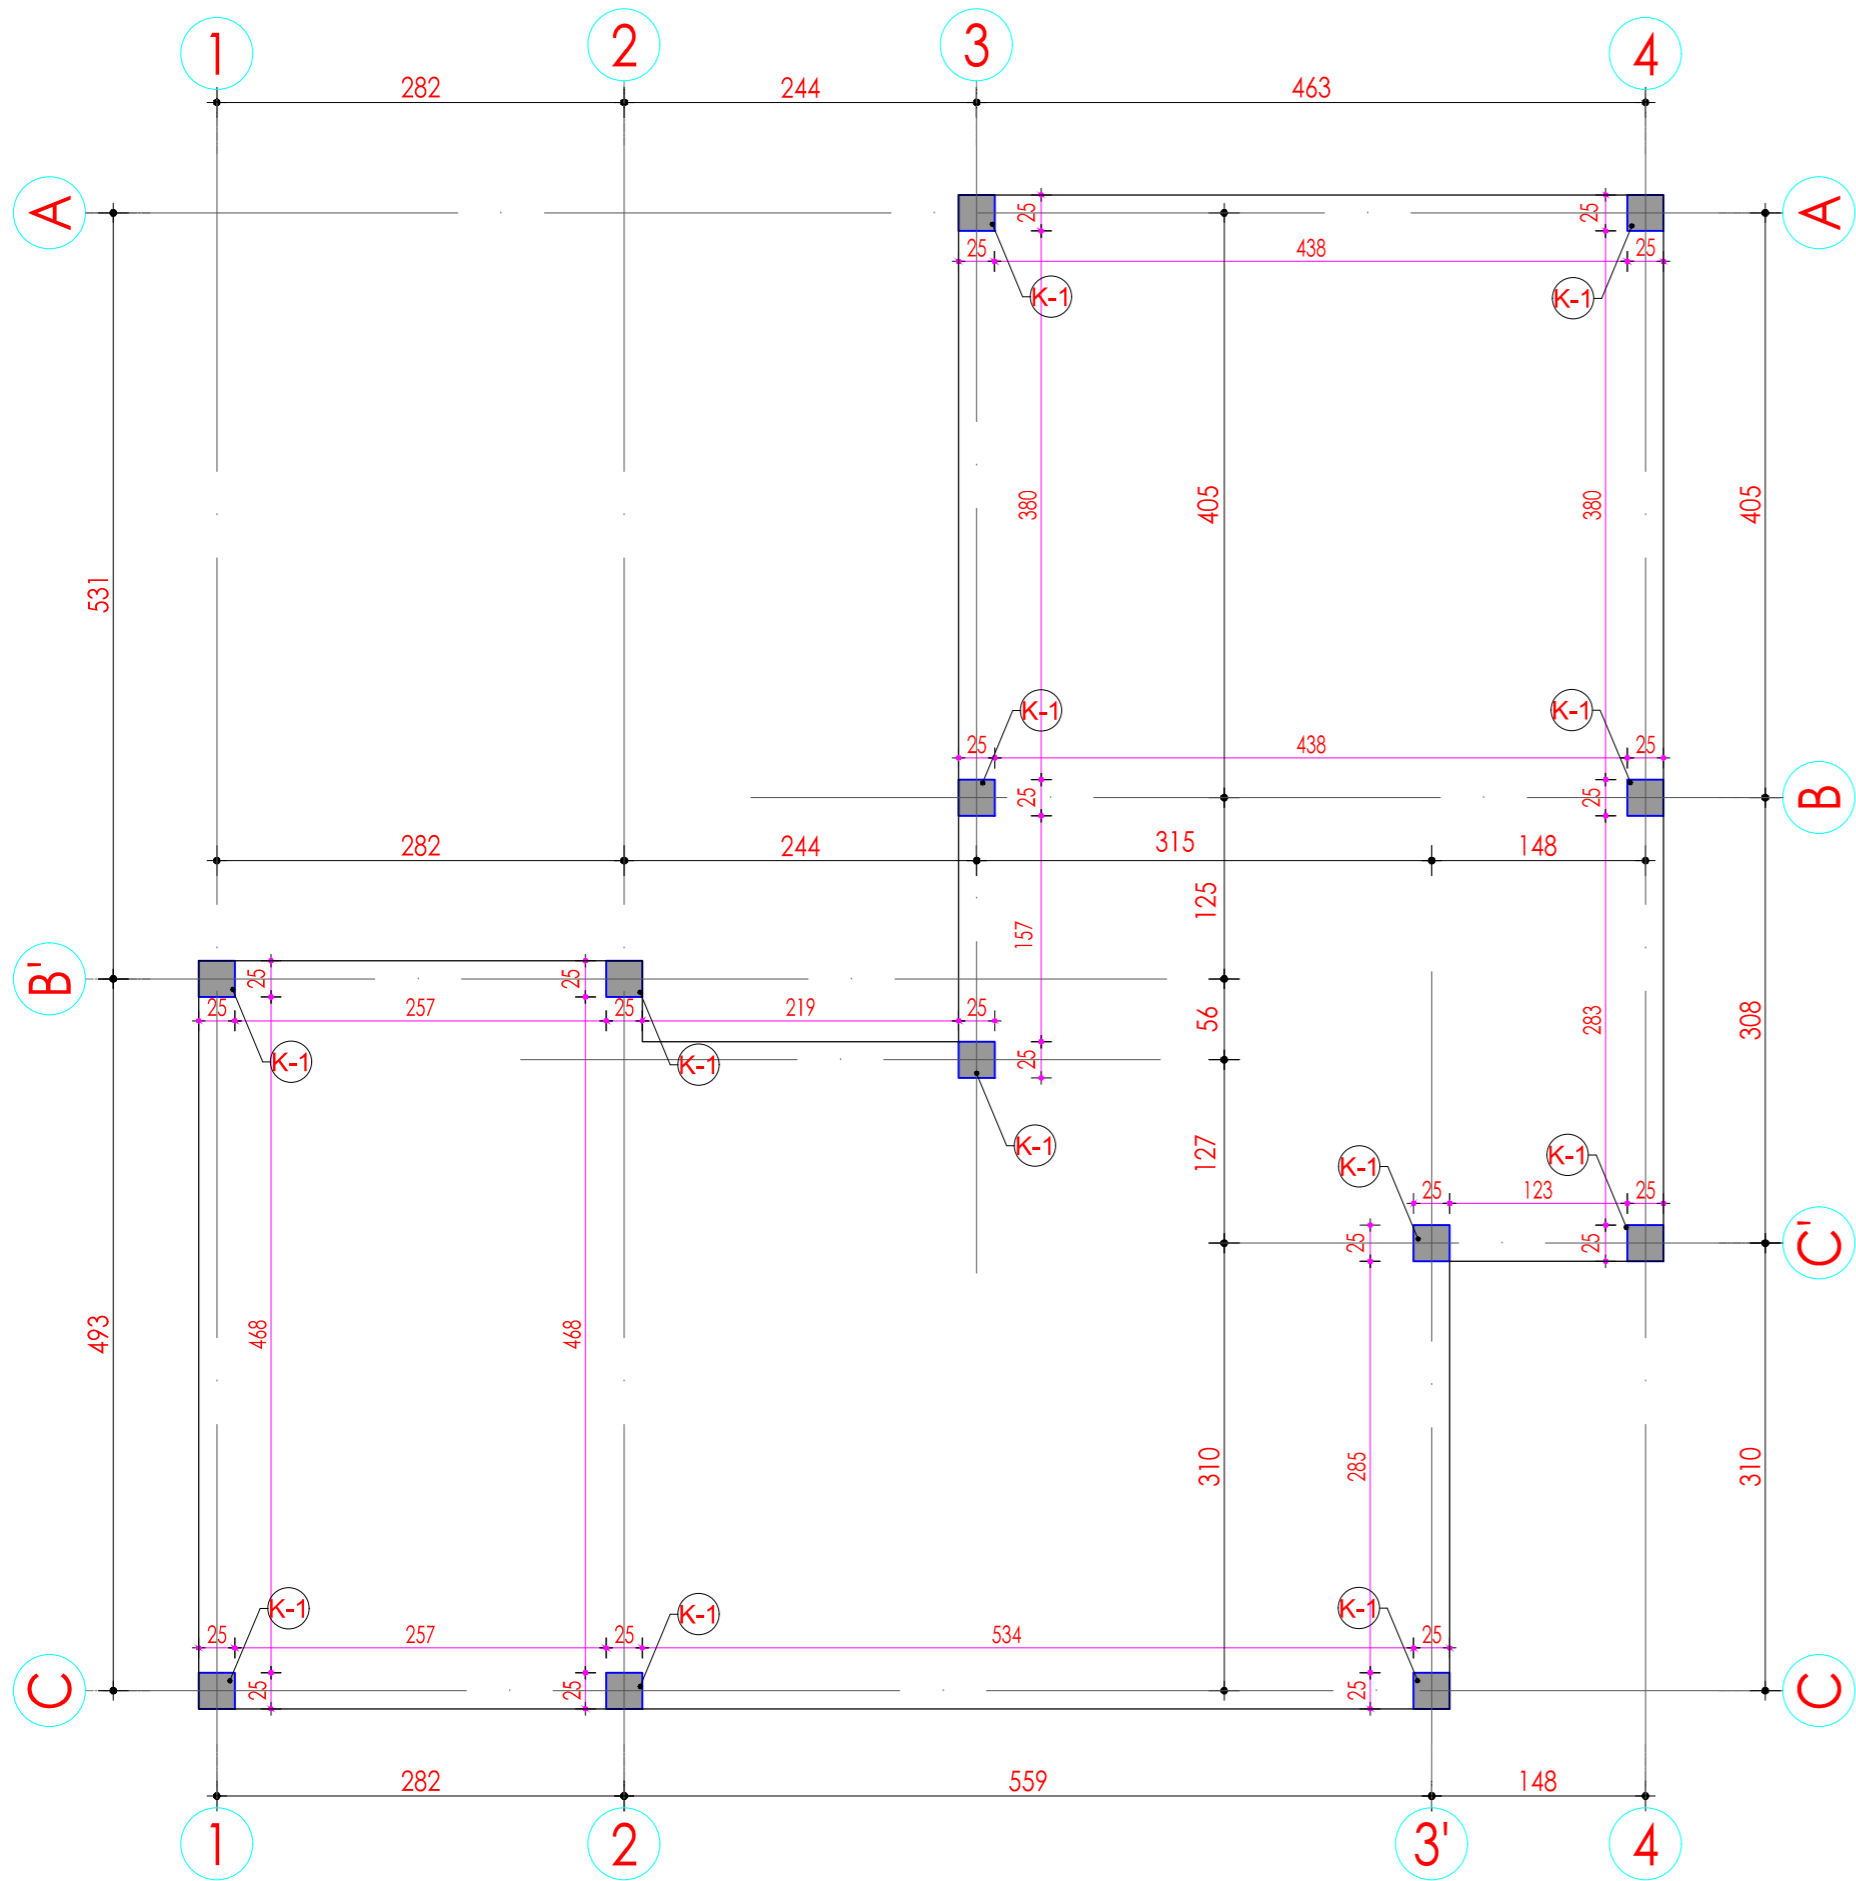 1 2 3 4
282 244 463
A 25 25 A
25 438 25
K-1 K-1
380 405 380 405
531
K-1 K-1
25 438 25
25 25 B
282 244 315 148
125
157
B' 25 25
25 257 25 219 25
56 283 308
K-1 K-1 25
K-1
127
K-1 K-1
25 123 25
25 25 C'
493 468 468
310 285 310
K-1 K-1 K-1
25 257 25 534 25
C 25 25 25 C
282 559 148
1 2 3' 4